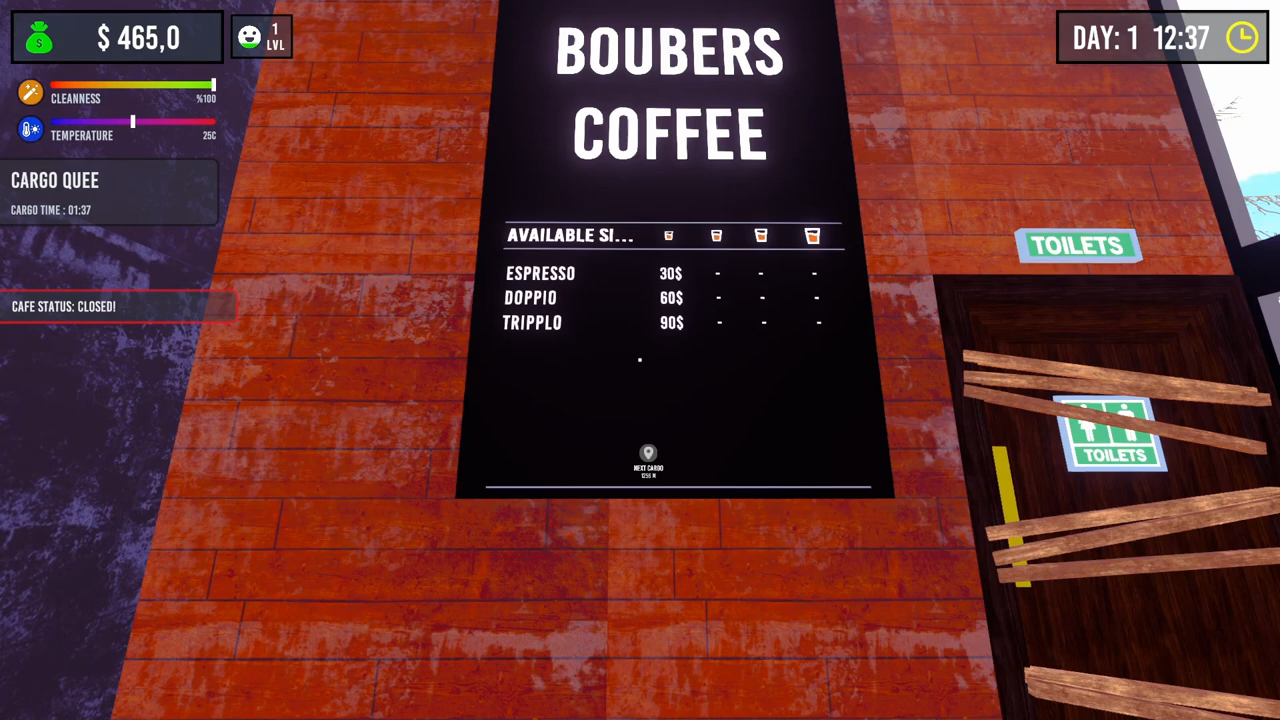 $ 465,0
1
LVL
DAY: 1 12:37
CLEANNESS
%100
TEMPERATURE
25C
CARGO QUEE
CARGO TIME : 01:37
CAFE STATUS: CLOSED!
BOUBERS
COFFEE
AVAILABLE SI...
ESPRESSO 30$ - - -
DOPPIO 60$ - - -
TRIPPLO 90$ - - -
NEXT CARGO
TOILETS
TOILETS